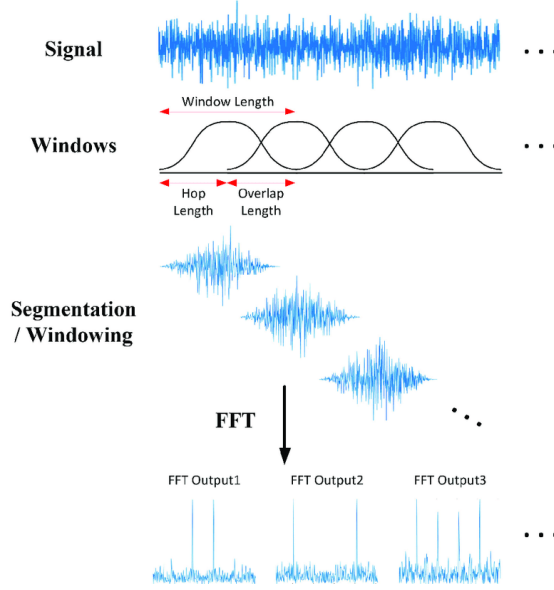 Signal
Window Length
Windows
Hop
Length
Overlap
Length
Segmentation
/ Windowing
FFT
FFT Output1
FFT Output2
FFT Output3